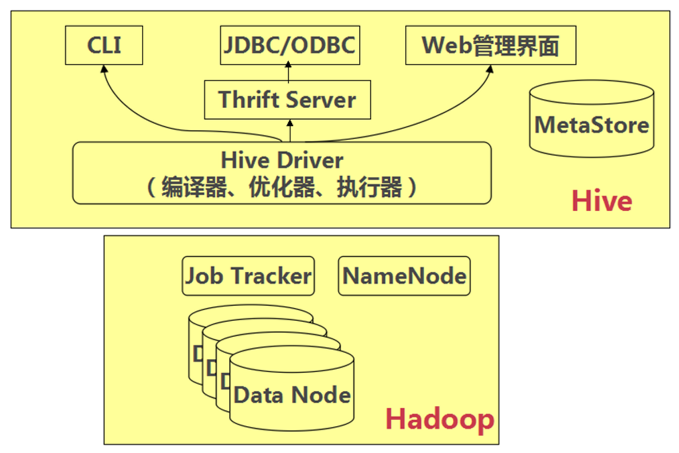 CLI
JDBC/ODBC
Web管理界面
Thrift Server
MetaStore
Hive Driver
（编译器、优化器、执行器）
Hive
Job Tracker
NameNode
D
D
D
Data Node
Hadoop